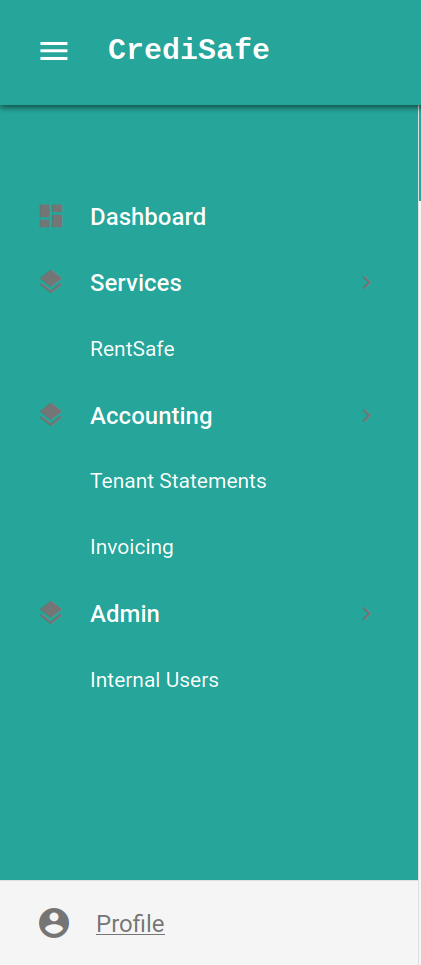 CrediSafe
Dashboard
Services
RentSafe
Accounting
Tenant Statements
Invoicing
Admin
Internal Users
Profile